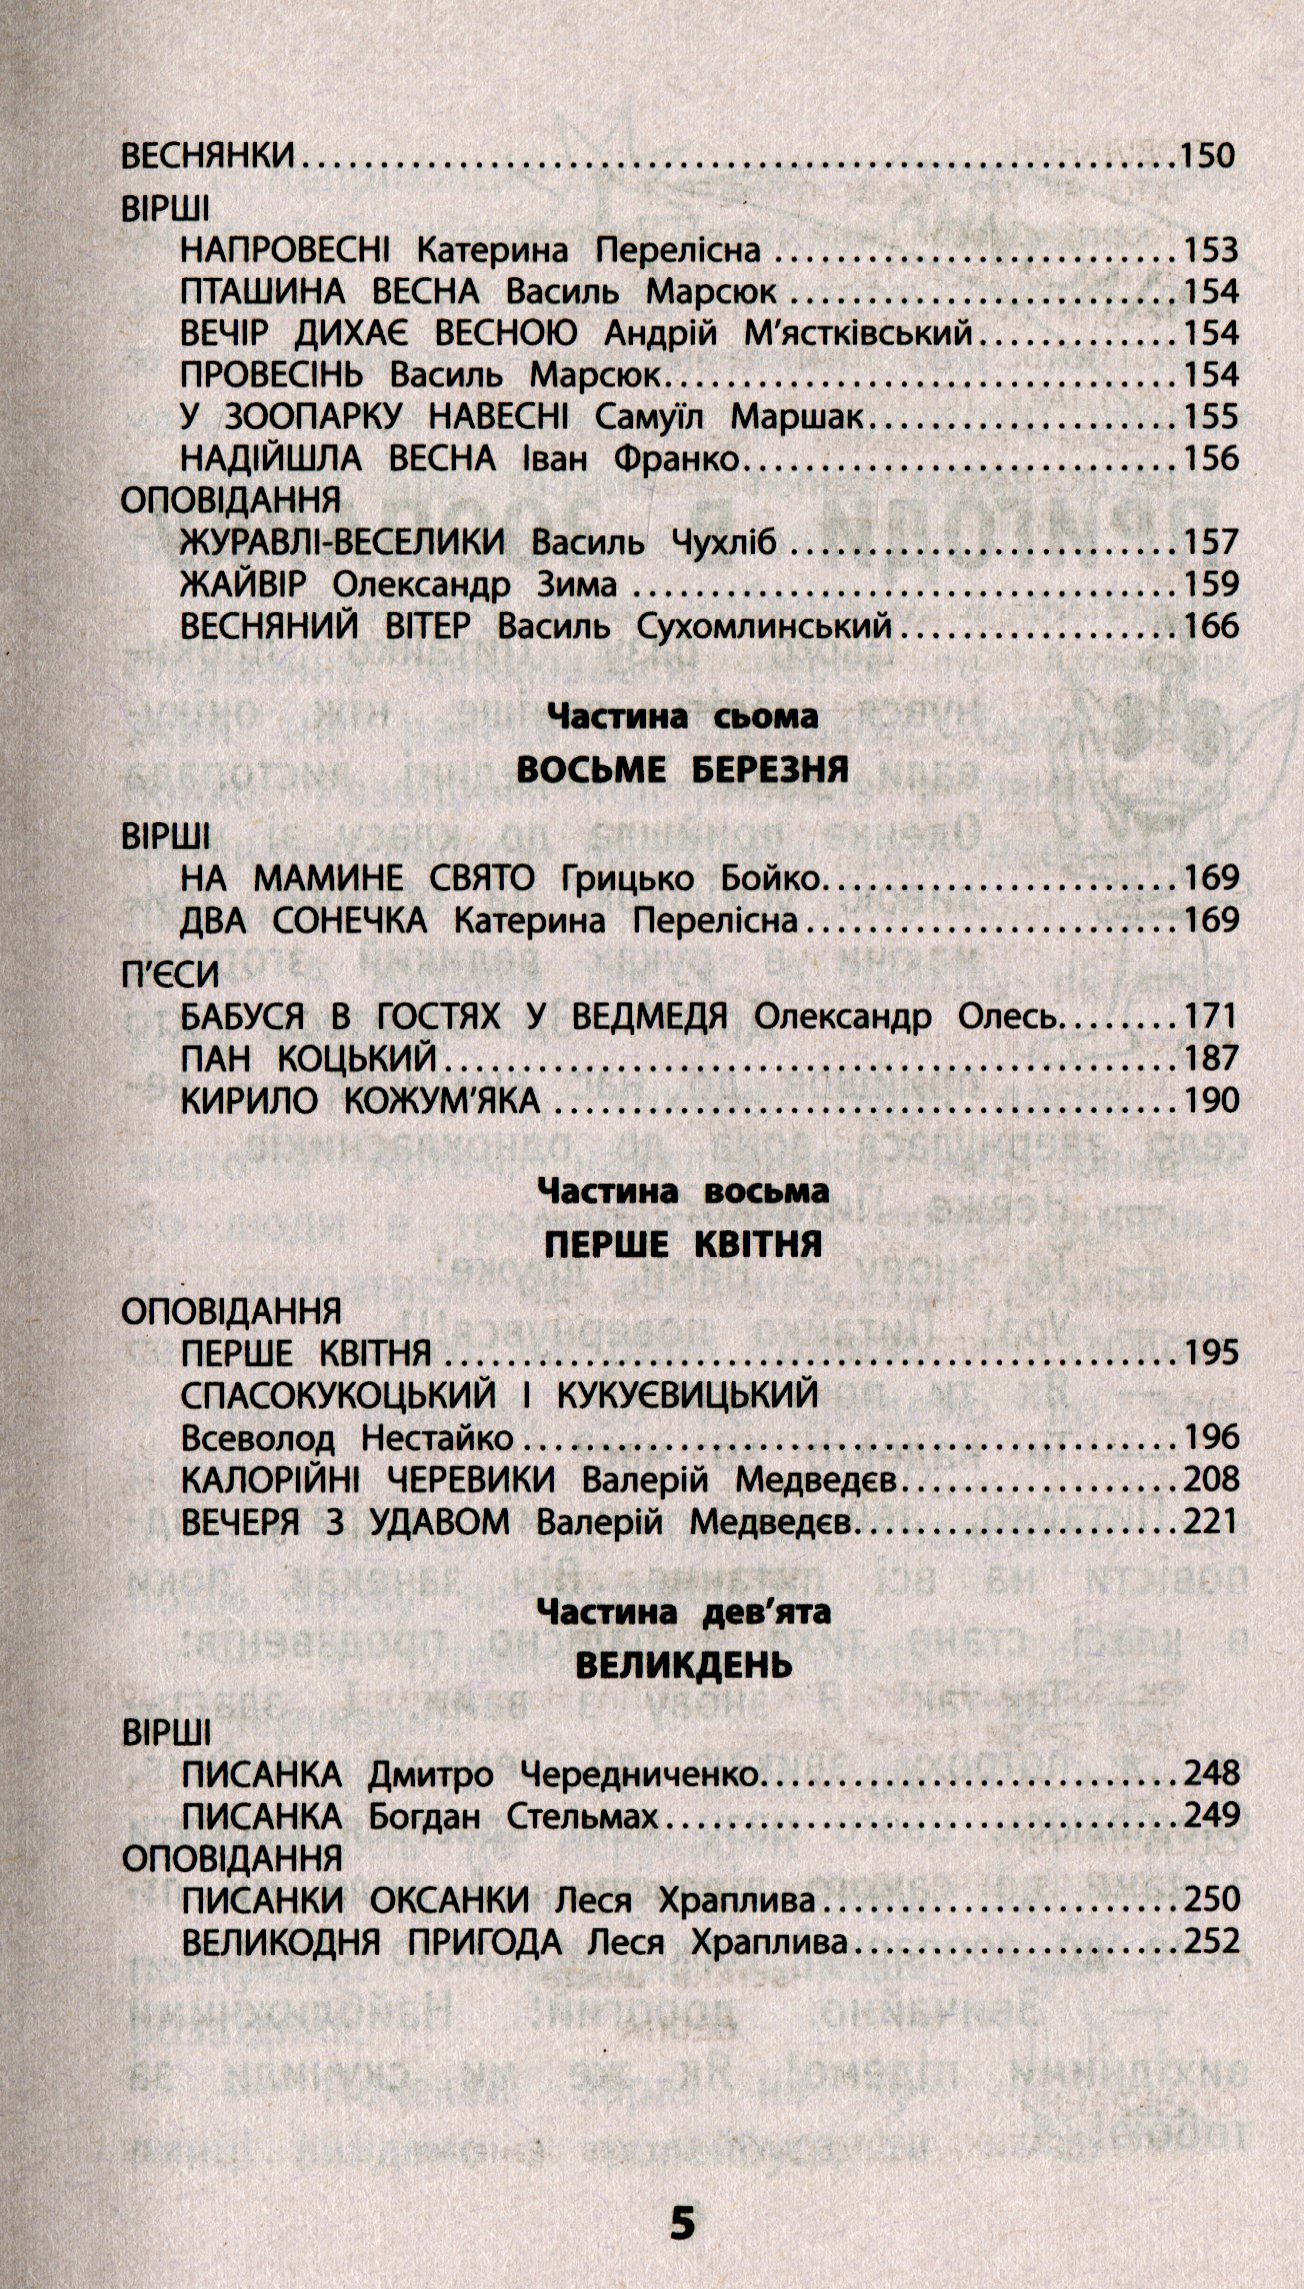 ВЕСНЯНКИ...........................................................150
ВІРШІ
НАПРОВЕСНІ Катерина Перелісна ...........................153
ПТАШИНА ВЕСНА Василь Марсюк ..........................154
ВЕЧІР ДИХАЄ ВЕСНОЮ Андрій М’ястківський.............154
ПРОВЕСІНЬ Василь Марсюк..................................154
У ЗООПАРКУ НАВЕСНІ Самуїл Маршак.....................155
НАДІЙШЛА ВЕСНА Іван Франко.............................156
ОПОВІДАННЯ
ЖУРАВЛІ-ВЕСЕЛИКИ Василь Чухліб ..........................157
ЖАЙВІР Олександр Зима ....................................159
ВЕСНЯНИЙ ВІТЕР Василь Сухомлинський...................166
Частина сьома
ВОСЬМЕ БЕРЕЗНЯ
ВІРШІ
НА МАМИНЕ СВЯТО Грицько Бойко........................169
ДВА СОНЕЧКА Катерина Перелісна.........................169
П’ЄСИ
БАБУСЯ В ГОСТЯХ У ВЕДМЕДЯ Олександр Олесь........171
ПАН КОЦЬКИЙ.................................................187
КИРИЛО КОЖУМ’ЯКА ..........................................190
Частина восьма
ПЕРШЕ КВІТНЯ
ОПОВІДАННЯ
ПЕРШЕ КВІТНЯ .................................................195
СПАСОКУКОЦЬКИЙ І КУКУЄВИЦЬКИЙ
Всеволод Нестайко............................................196
КАЛОРІЙНІ ЧЕРЕВИКИ Валерій Медведєв...................208
ВЕЧЕРЯ З УДАВОМ Валерій Медведєв......................221
Частина дев’ята
ВЕЛИКДЕНЬ
ВІРШІ
ПИСАНКА Дмитро Чередниченко............................248
ПИСАНКА Богдан Стельмах..................................249
ОПОВІДАННЯ
ПИСАНКИ ОКСАНКИ Леся Храплива........................250
ВЕЛИКОДНЯ ПРИГОДА Леся Храплива......................252
5